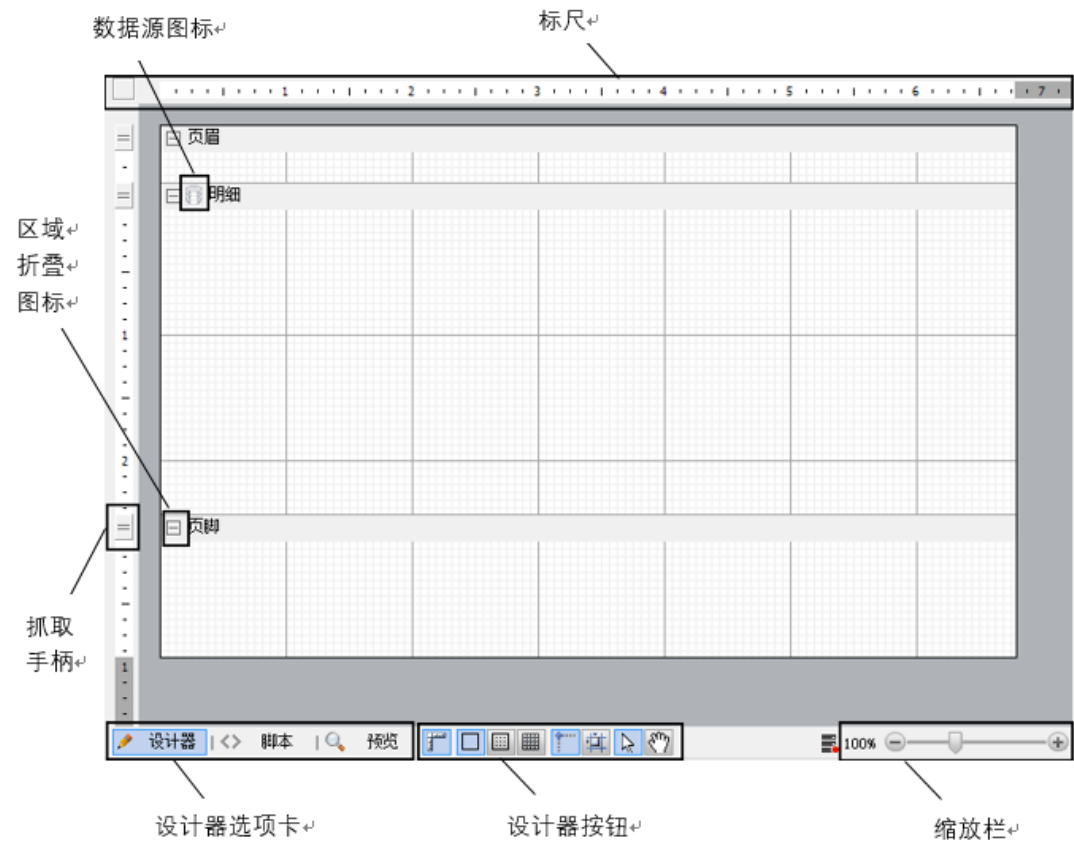 数据源图标
标尺
1 2 3 4 5 6 7
页眉
明细
区域
折叠
图标
1
2
页脚
抓取
手柄
1
设计器 脚本 预览 100%
设计器选项卡 设计器按钮 缩放栏